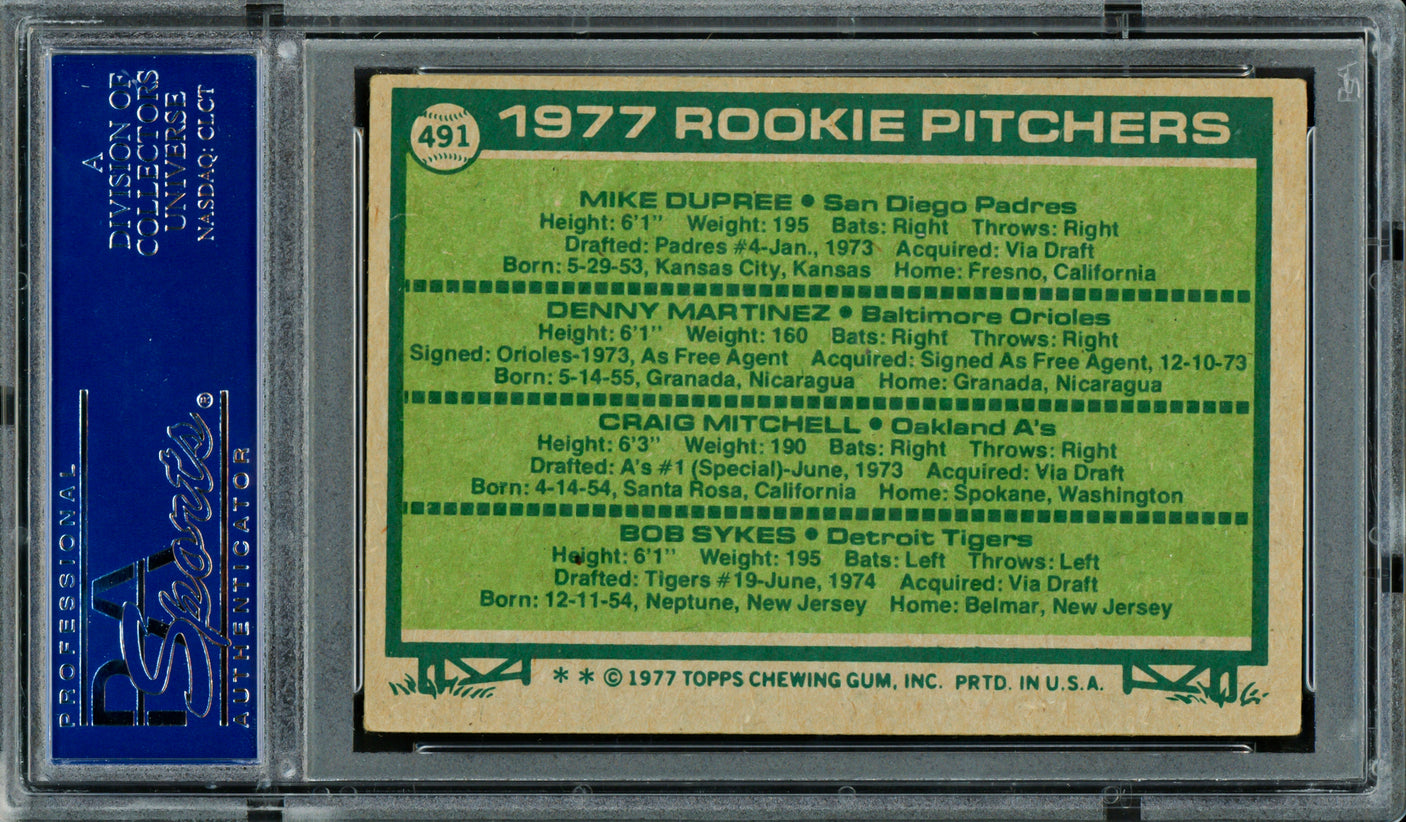 A
DIVISION OF
COLLECTORS
UNIVERSE
NASDAQ: CLCT
PROFESSIONAL
PSA
Sports®
AUTHENTICATOR
PSA
491
1977 ROOKIE PITCHERS
MIKE DUPREE • San Diego Padres
Height: 6'1" Weight: 195 Bats: Right Throws: Right
Drafted: Padres #4-Jan., 1973 Acquired: Via Draft
Born: 5-29-53, Kansas City, Kansas Home: Fresno, California
DENNY MARTINEZ • Baltimore Orioles
Height: 6'1" Weight: 160 Bats: Right Throws: Right
Signed: Orioles-1973, As Free Agent Acquired: Signed As Free Agent, 12-10-73
Born: 5-14-55, Granada, Nicaragua Home: Granada, Nicaragua
CRAIG MITCHELL • Oakland A's
Height: 6'3" Weight: 190 Bats: Right Throws: Right
Drafted: A's #1 (Special)-June, 1973 Acquired: Via Draft
Born: 4-14-54, Santa Rosa, California Home: Spokane, Washington
BOB SYKES • Detroit Tigers
Height: 6'1" Weight: 195 Bats: Left Throws: Left
Drafted: Tigers #19-June, 1974 Acquired: Via Draft
Born: 12-11-54, Neptune, New Jersey Home: Belmar, New Jersey
* * © 1977 TOPPS CHEWING GUM, INC. PRTD. IN U.S.A.